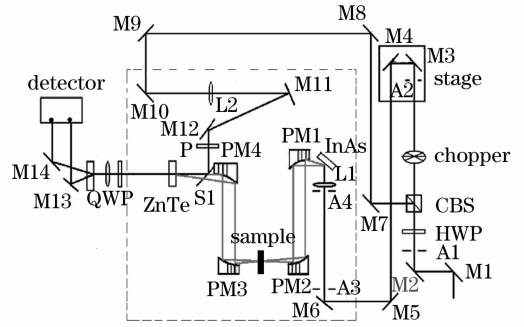 M9
M8
M4
M3
detector
stage
A2
M10
L2
M11
M12
P
PM4
PM1
InAs
L1
chopper
M14
M13
QWP
ZnTe
S1
A4
M7
CBS
sample
HWP
A1
PM3
PM2
A3
M2
M1
M6
M5